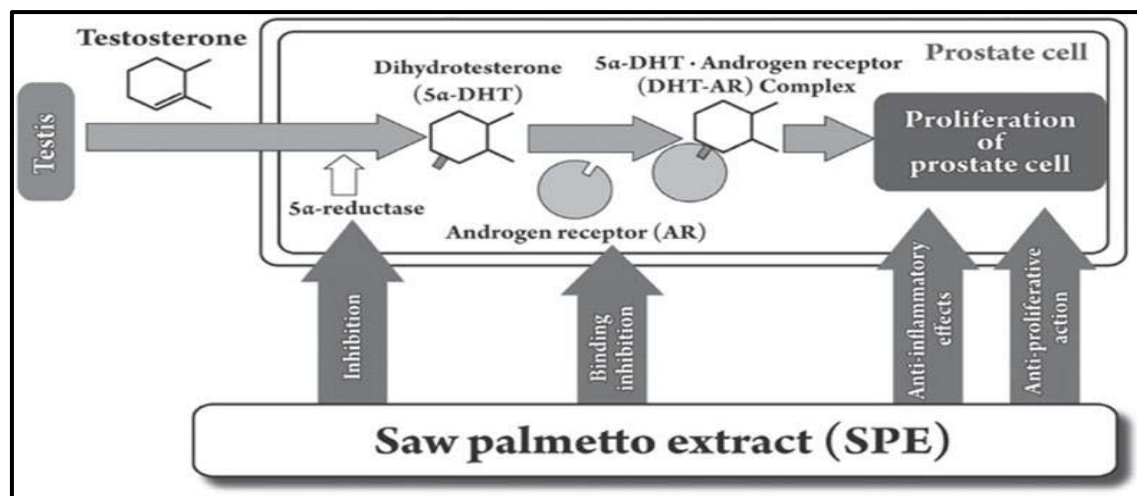 Testosterone
Prostate cell
Testis
Dihydrotesterone
(5α-DHT)
5α-DHT · Androgen receptor
(DHT-AR) Complex
Proliferation
of
prostate cell
5α-reductase
Androgen receptor (AR)
Inhibition
Binding
inhibition
Anti-inflammatory
effects
Anti-proliferative
action
Saw palmetto extract (SPE)